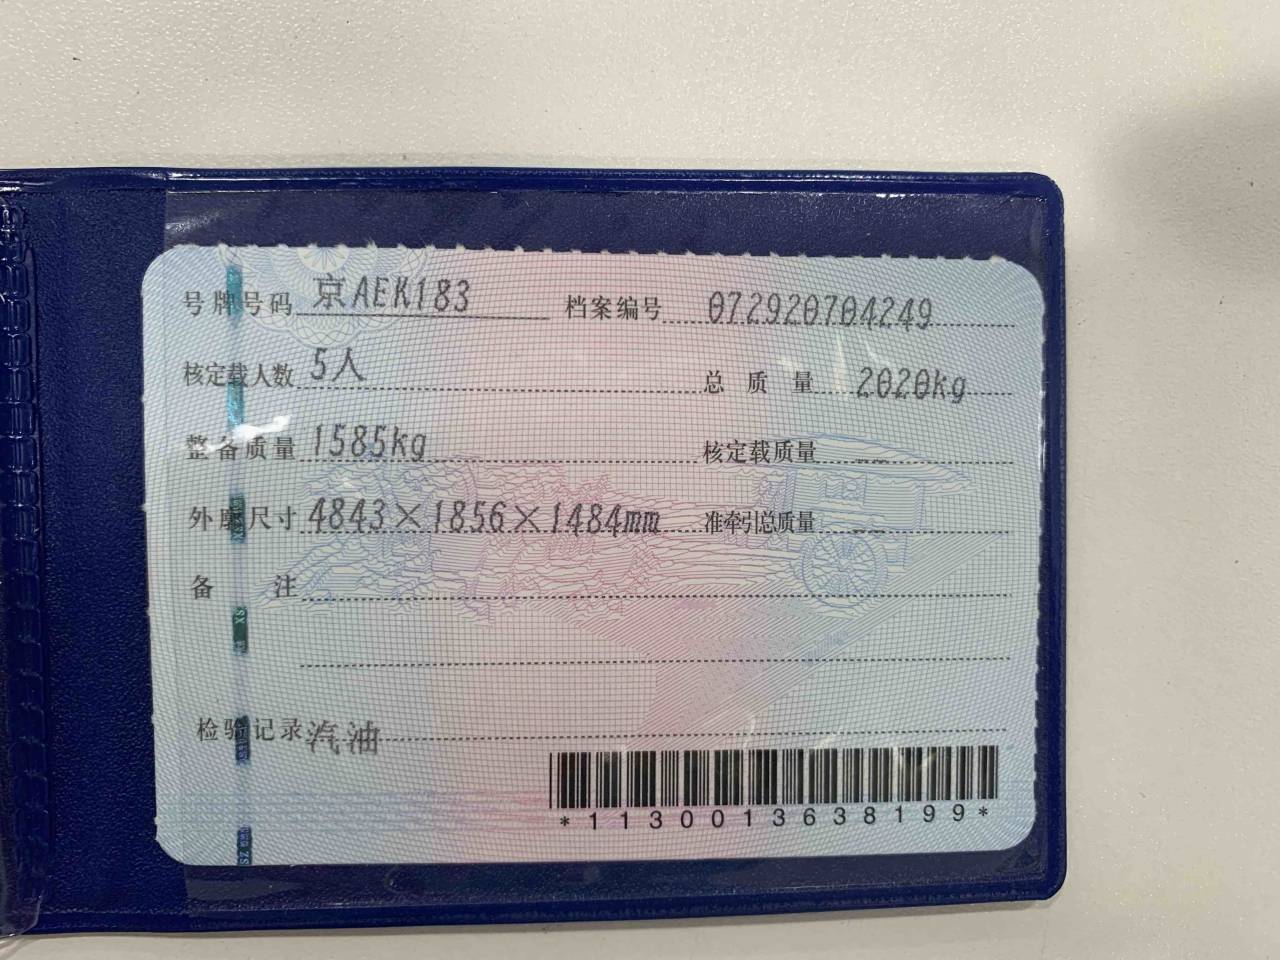 号牌号码 京AEK183 档案编号 072920704249
核定载人数 5人 总质量 2020kg
整备质量 1585kg 核定载质量 --
外廓尺寸 4843×1856×1484mm 准牵引总质量 --
备注
检验记录 汽油
*1130013638199*